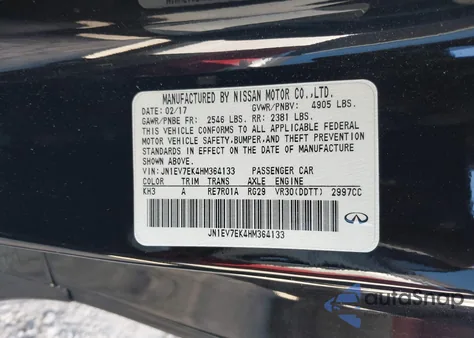 MANUFACTURED BY NISSAN MOTOR CO.,LTD.
DATE: 02/17 GVWR/PNBV: 4905 LBS.
GAWR/PNBE FR: 2546 LBS. RR: 2381 LBS.
THIS VEHICLE CONFORMS TO ALL APPLICABLE FEDERAL
MOTOR VEHICLE SAFETY,BUMPER,AND THEFT PREVENTION
STANDARDS IN EFFECT ON THE DATE OF MANUFACTURE
SHOWN ABOVE.
VIN: JN1EV7EK4HM364133 PASSENGER CAR
COLOR TRIM TRANS AXLE ENGINE
KH3 A RE7R01A RG29 VR30(DDTT) 2997CC
JN1EV7EK4HM364133
INFINITI
autoSnap